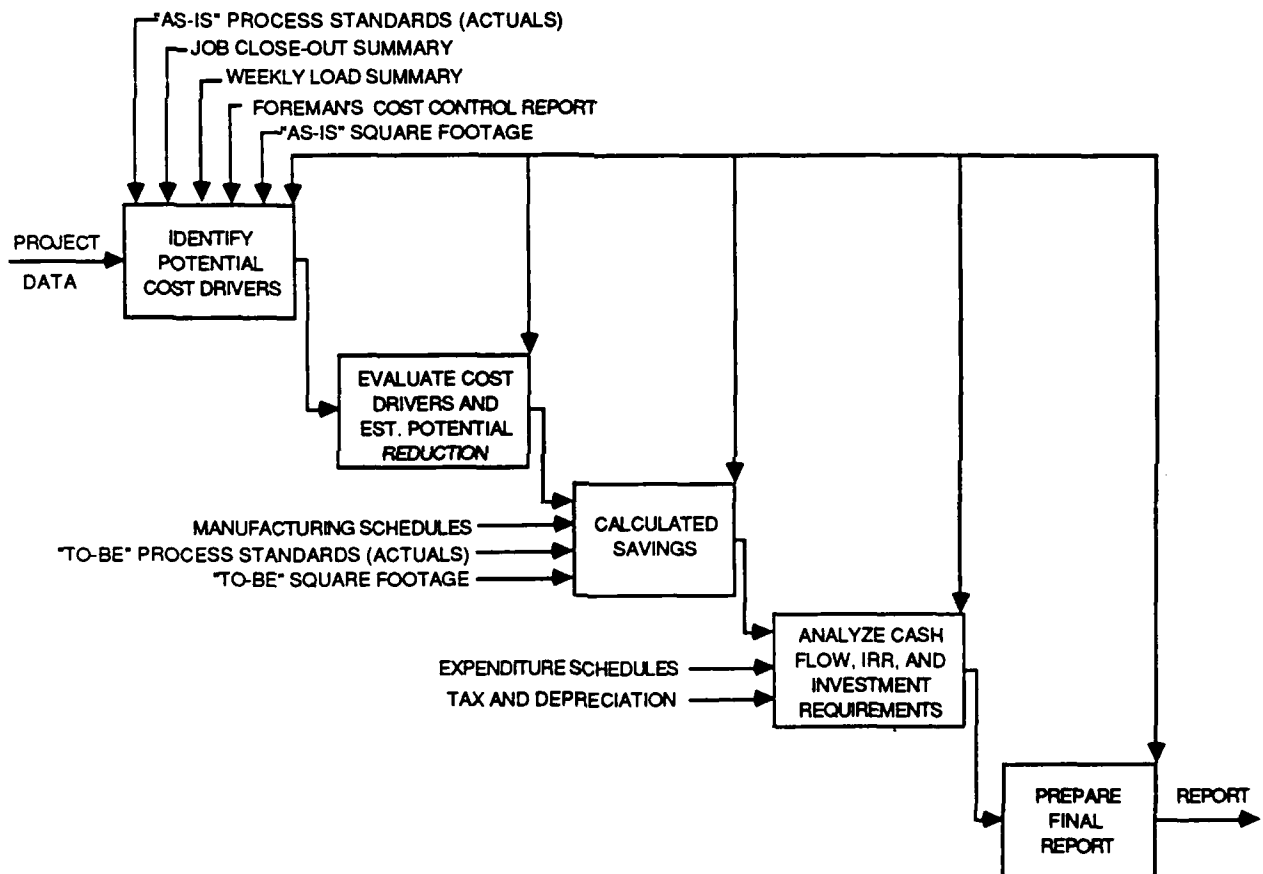 "AS-IS" PROCESS STANDARDS (ACTUALS)
JOB CLOSE-OUT SUMMARY
WEEKLY LOAD SUMMARY
FOREMAN'S COST CONTROL REPORT
"AS-IS" SQUARE FOOTAGE
PROJECT
DATA
IDENTIFY
POTENTIAL
COST DRIVERS
EVALUATE COST
DRIVERS AND
EST. POTENTIAL
REDUCTION
MANUFACTURING SCHEDULES
"TO-BE" PROCESS STANDARDS (ACTUALS)
"TO-BE" SQUARE FOOTAGE
CALCULATED
SAVINGS
EXPENDITURE SCHEDULES
TAX AND DEPRECIATION
ANALYZE CASH
FLOW, IRR, AND
INVESTMENT
REQUIREMENTS
PREPARE
FINAL
REPORT
REPORT